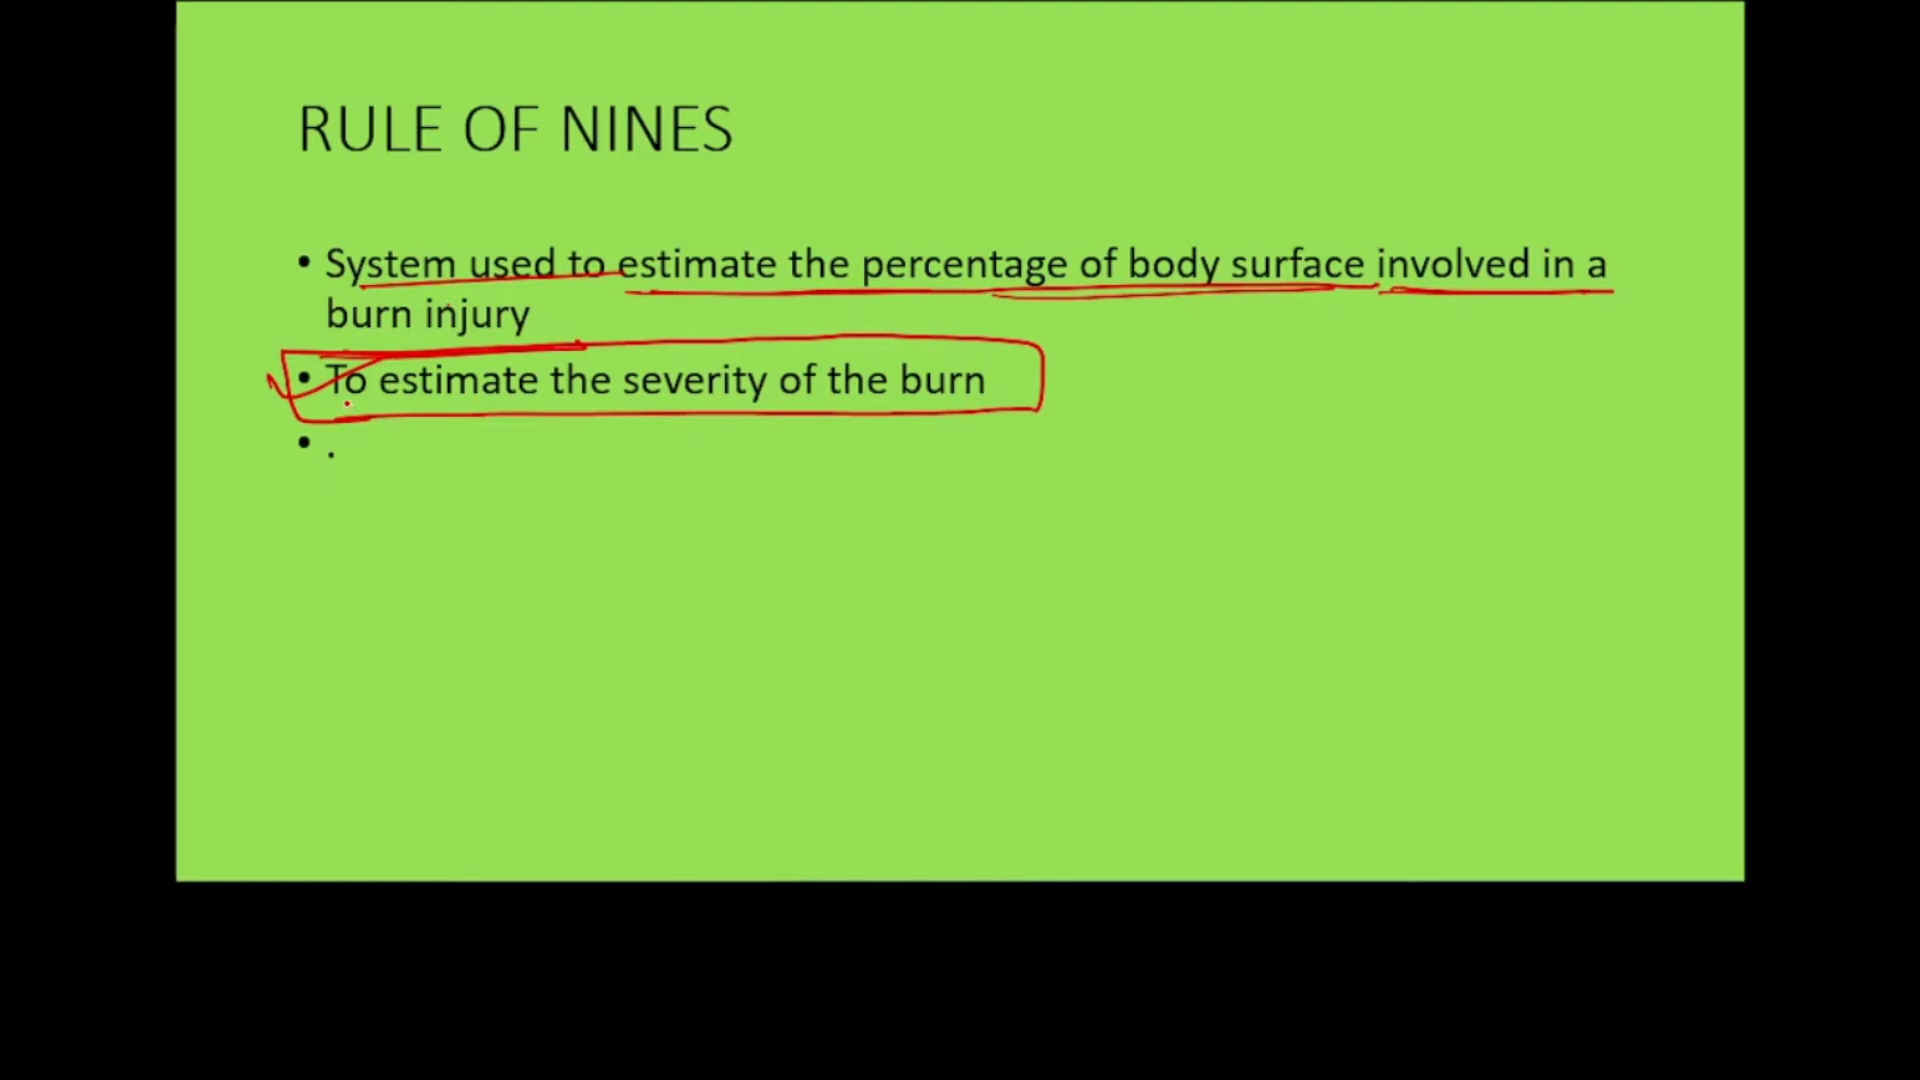 RULE OF NINES
• System used to estimate the percentage of body surface involved in a
burn injury
• To estimate the severity of the burn
• .